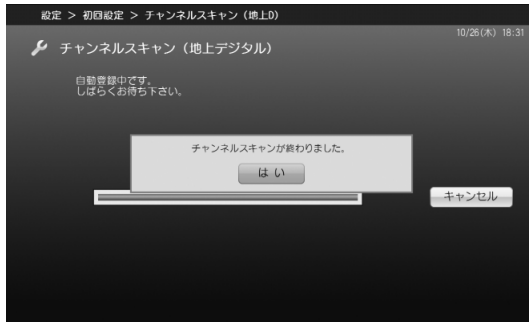 設定 > 初回設定 > チャンネルスキャン（地上D）
10/26(木) 18:31
チャンネルスキャン（地上デジタル）
自動登録中です。
しばらくお待ち下さい。
チャンネルスキャンが終わりました。
はい
キャンセル